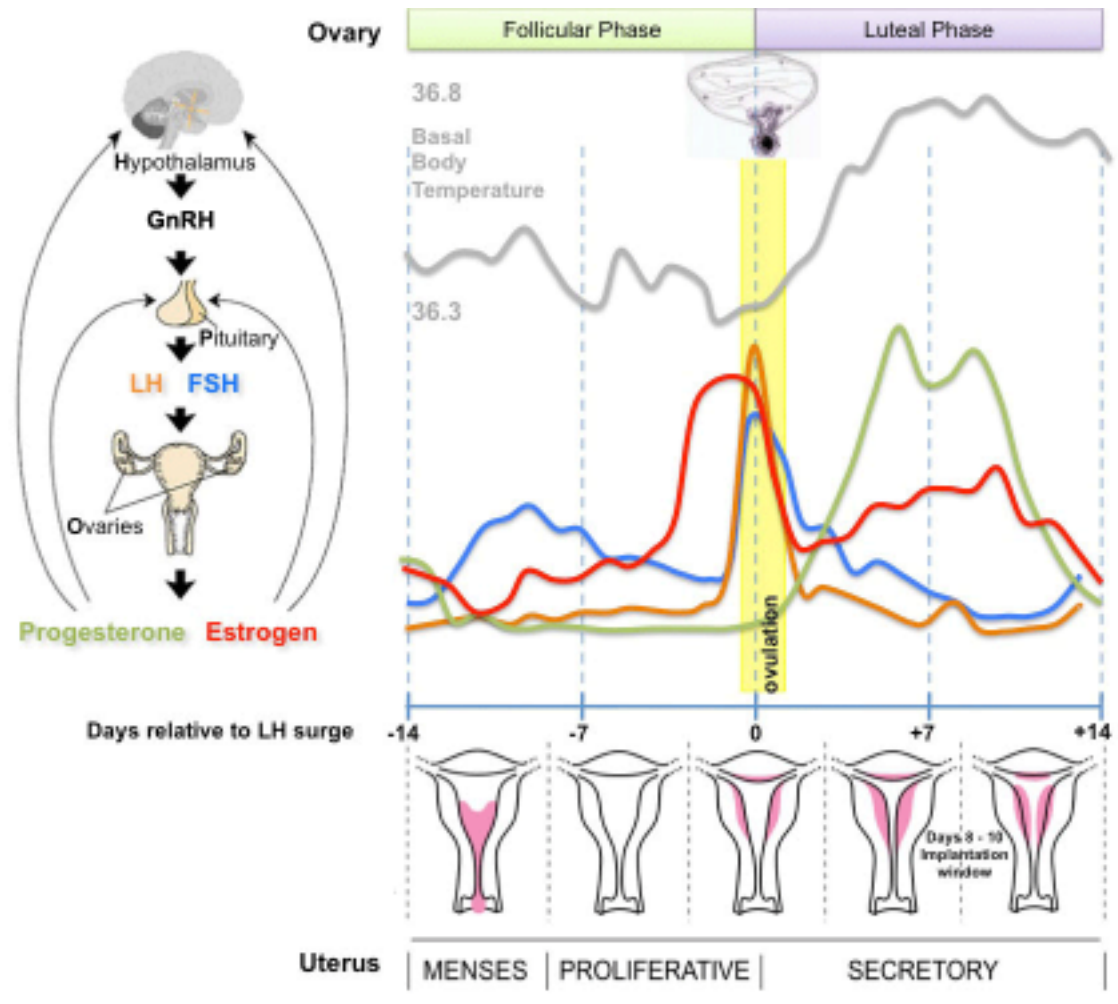 Ovary
Follicular Phase
Luteal Phase
36.8
Basal
Body
Temperature
36.3
Hypothalamus
GnRH
Pituitary
LH FSH
Ovaries
Progesterone Estrogen
ovulation
Days relative to LH surge
-14
-7
0
+7
+14
Days 8 - 10
Implantation
window
Uterus
MENSES
PROLIFERATIVE
SECRETORY